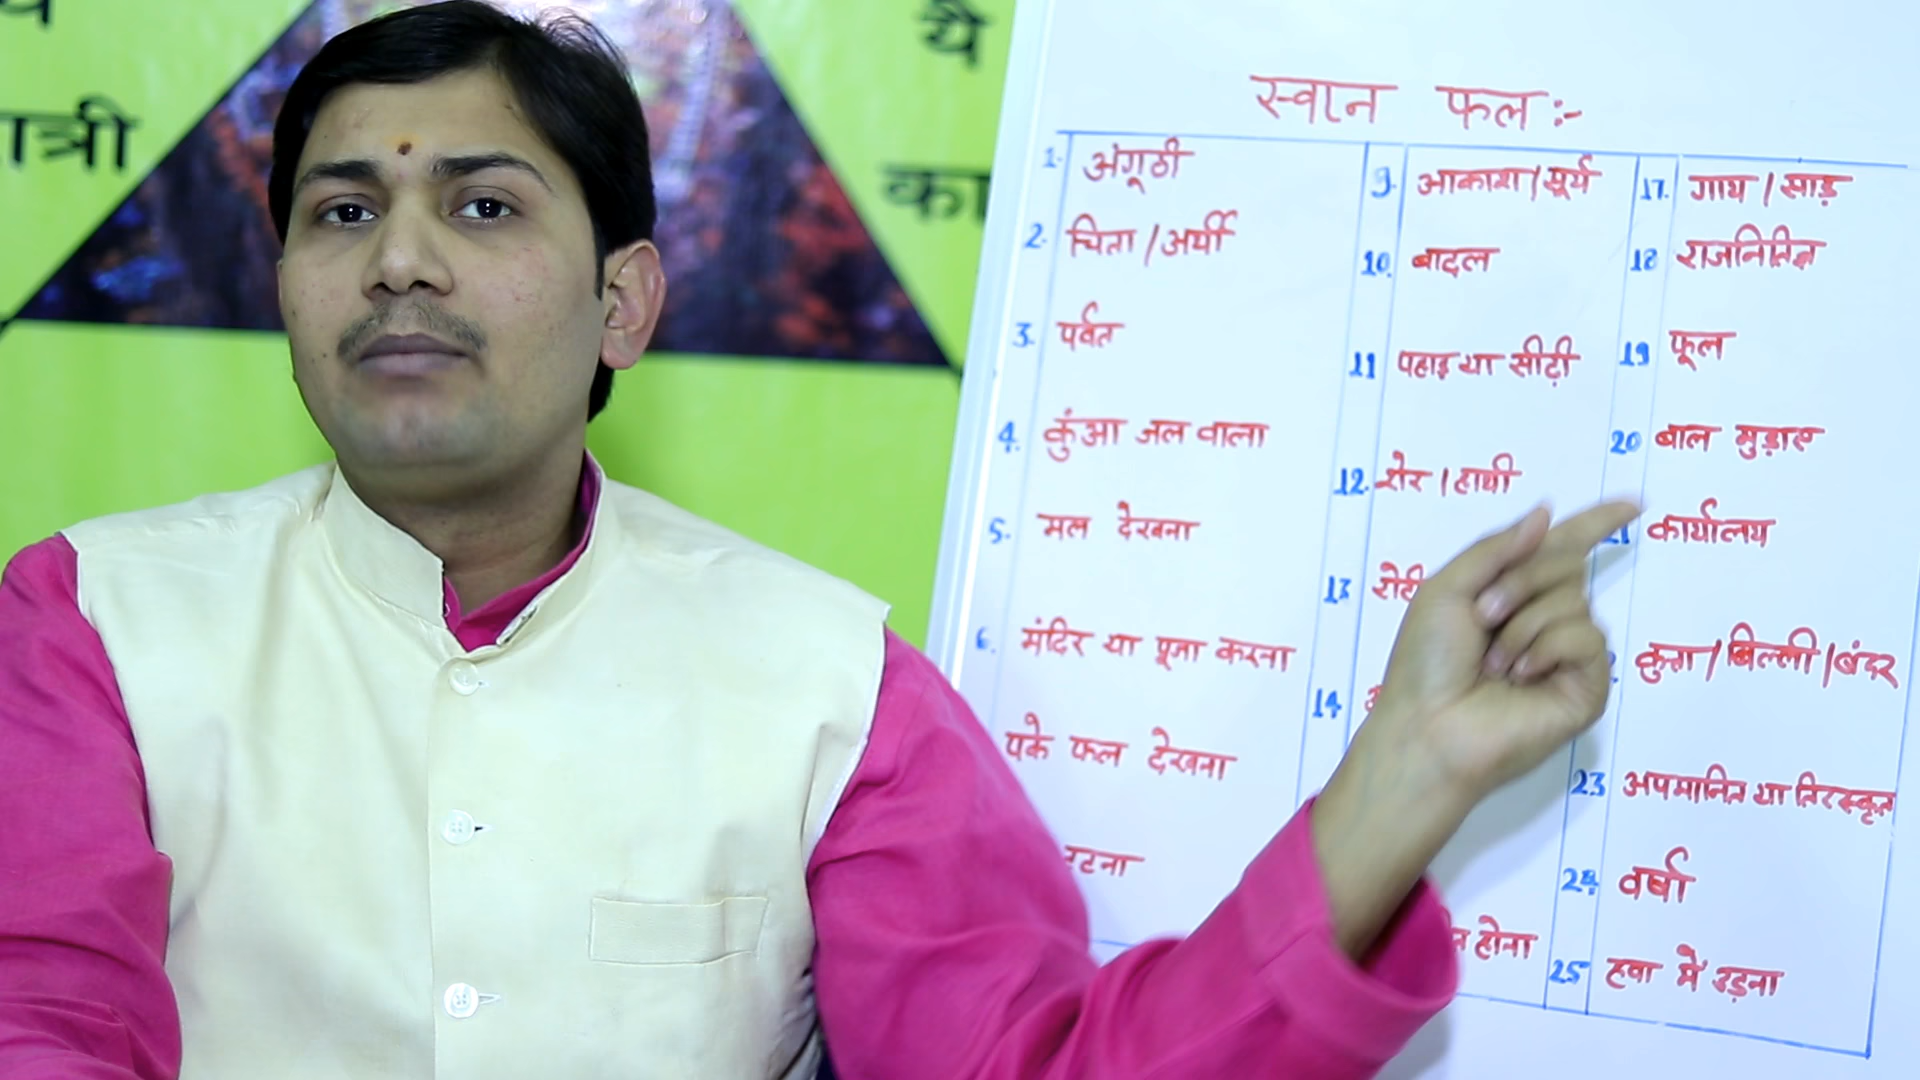 त्री
थै
का
स्वप्न फल :-
1. अंगूठी
2. चिता / अर्थी
3. पर्वत
4. कुंआ जल वाला
5. मल देखना
6. मंदिर या पूजा करना
पके फल देखना
टना
9. आकाश / सूर्य
10. बादल
11 पहाड़ या सीढ़ी
12. शेर / हाथी
13 रोटी
14
होना
17. गाय / साड़
18 राजनितिज्ञ
19 फूल
20 बाल मुड़ाए
21 कार्यालय
कुत्ता / बिल्ली / बंदर
23 अपमानित या तिरस्कृत
24 वर्षा
25 हवा में उड़ना